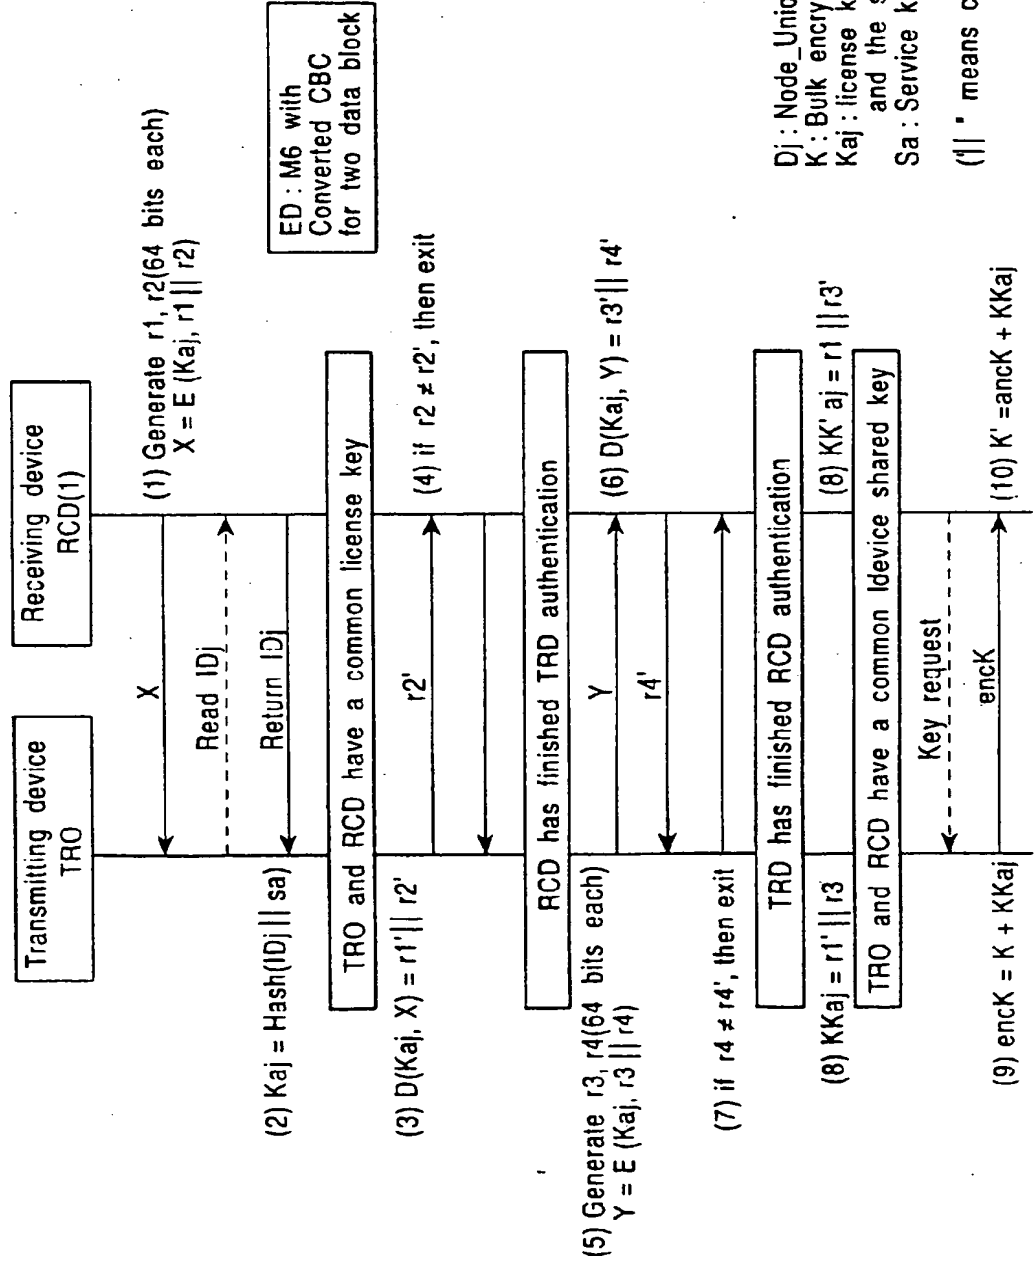 Transmitting device
TRO
Receiving device
RCD(1)
(1) Generate r1, r2(64 bits each)
X = E (Kaj, r1 || r2)
X
Read IDj
Return IDj
(2) Kaj = Hash(IDj || sa)
ED : M6 with
Converted CBC
for two data block
TRO and RCD have a common license key
(3) D(Kaj, X) = r1' || r2'
r2'
(4) if r2 ≠ r2', then exit
RCD has finished TRD authentication
(5) Generate r3, r4(64 bits each)
Y = E (Kaj, r3 || r4)
Y
(6) D(Kaj, Y) = r3' || r4'
r4'
(7) if r4 ≠ r4', then exit
TRD has finished RCD authentication
(8) KKaj = r1' || r3
(8) KK' aj = r1 || r3'
TRO and RCD have a common Idevice shared key
Key request
encK
(9) encK = K + KKaj
(10) K' =ancK + KKaj
Dj : Node_
K : Bulk
Kaj : license
and the
Sa : Service
('|| " means